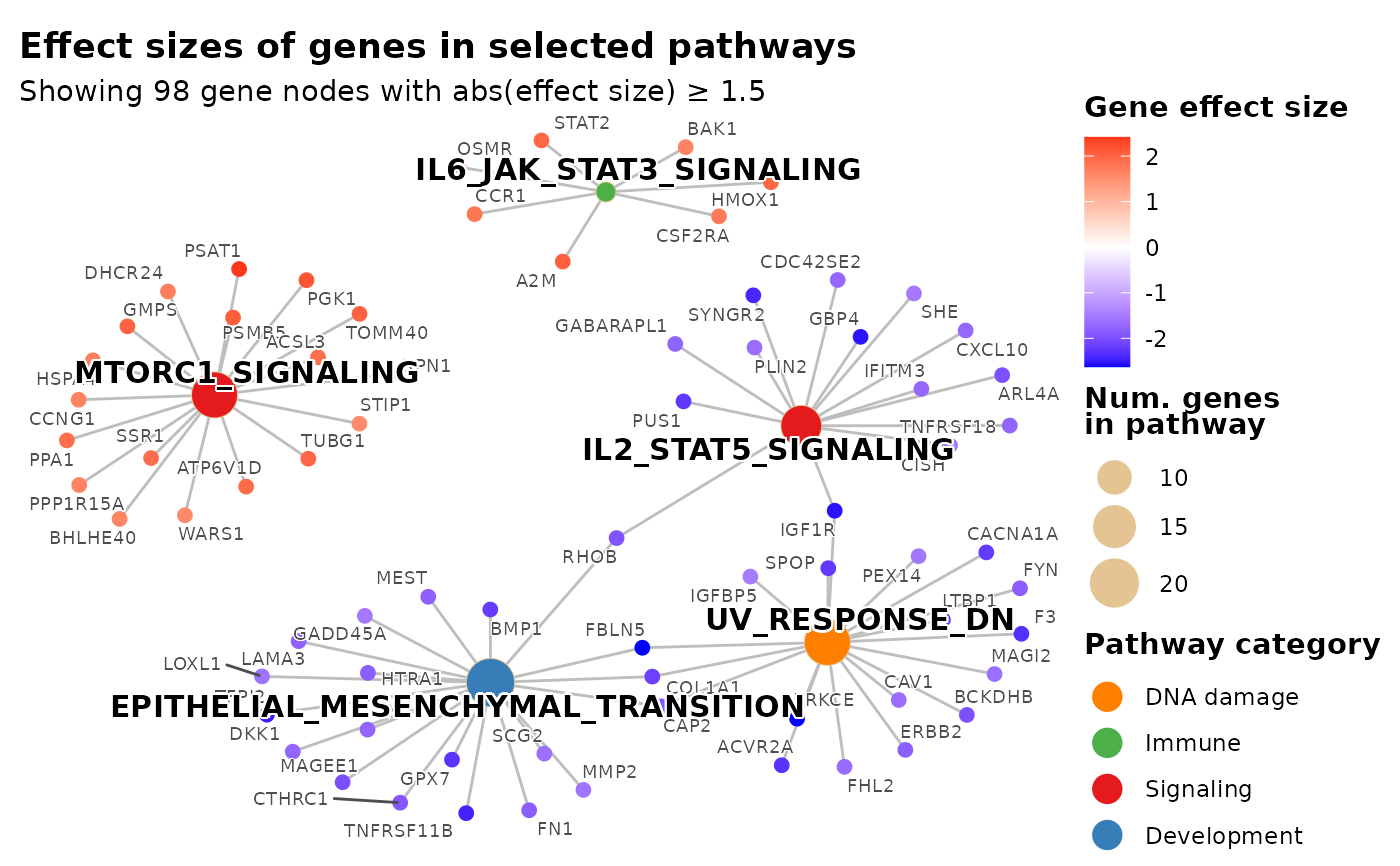 Effect sizes of genes in selected pathways
Showing 98 gene nodes with abs(effect size) ≥ 1.5
STAT2
BAK1
OSMR
IL6_JAK_STAT3_SIGNALING
CCR1
HMOX1
CSF2RA
A2M
PSAT1
DHCR24
PGK1
GMPS
PSMB5
ACSL3
TOMM40
MTORC1_SIGNALING
CCNG1
STIP1
SSR1
TUBG1
PPA1
ATP6V1D
PPP1R15A
BHLHE40
WARS1
CDC42SE2
SYNGR2
GBP4
SHE
GABARAPL1
PLIN2
CXCL10
IFITM3
ARL4A
PUS1
TNFRSF18
IL2_STAT5_SIGNALING
CISH
IGF1R
RHOB
SPOP
CACNA1A
PEX14
FYN
IGFBP5
LTBP1
UV_RESPONSE_DN
F3
MAGI2
MEST
BMP1
FBLN5
GADD45A
LOXL1
LAMA3
HTRA1
COL1A1
CAV1
BCKDHB
EPITHELIAL_MESENCHYMAL_TRANSITION
CAP2
DKK1
SCG2
ACVR2A
ERBB2
MAGEE1
GPX7
MMP2
FHL2
CTHRC1
TNFRSF11B
FN1
Gene effect size
2
1
0
-1
-2
Num. genes
in pathway
10
15
20
Pathway category
DNA damage
Immune
Signaling
Development